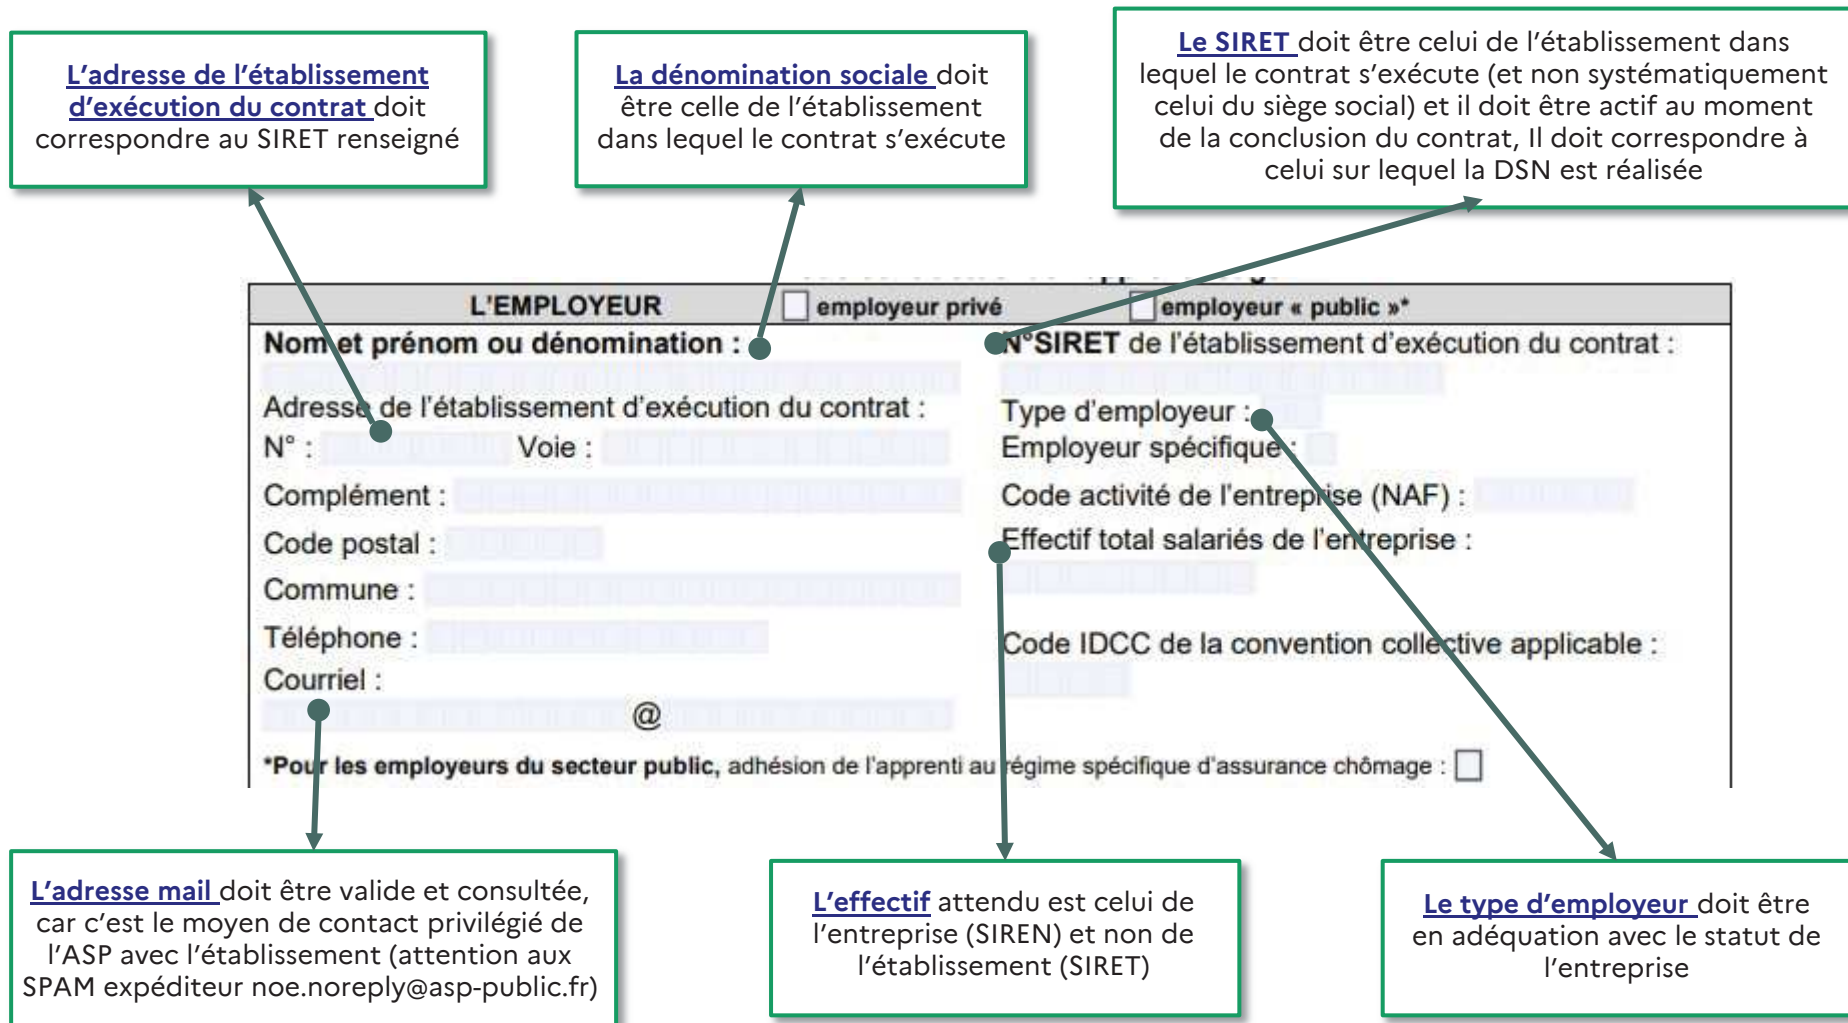 L'adresse de l'établissement
d'exécution du contrat doit
correspondre au SIRET renseigné
La dénomination sociale doit
être celle de l'établissement
dans lequel le contrat s'exécute
Le SIRET doit être celui de l'établissement dans
lequel le contrat s'exécute (et non systématiquement
celui du siège social) et il doit être actif au moment
de la conclusion du contrat, Il doit correspondre à
celui sur lequel la DSN est réalisée
L'EMPLOYEUR employeur privé employeur « public »*
Nom et prénom ou dénomination :
Adresse de l'établissement d'exécution du contrat :
N° : Voie :
Complément :
Code postal :
Commune :
Téléphone :
Courriel :
@
N°SIRET de l'établissement d'exécution du contrat :
Type d'employeur :
Employeur spécifique :
Code activité de l'entreprise (NAF) :
Effectif total salariés de l'entreprise :
Code IDCC de la convention collective applicable :
*Pour les employeurs du secteur public, adhésion de l'apprenti au régime spécifique d'assurance chômage :
L'adresse mail doit être valide et consultée,
car c'est le moyen de contact privilégié de
l'ASP avec l'établissement (attention aux
SPAM expéditeur noe.noreply@asp-public.fr)
L'effectif attendu est celui de
l'entreprise (SIREN) et non de
l'établissement (SIRET)
Le type d'employeur doit être
en adéquation avec le statut de
l'entreprise